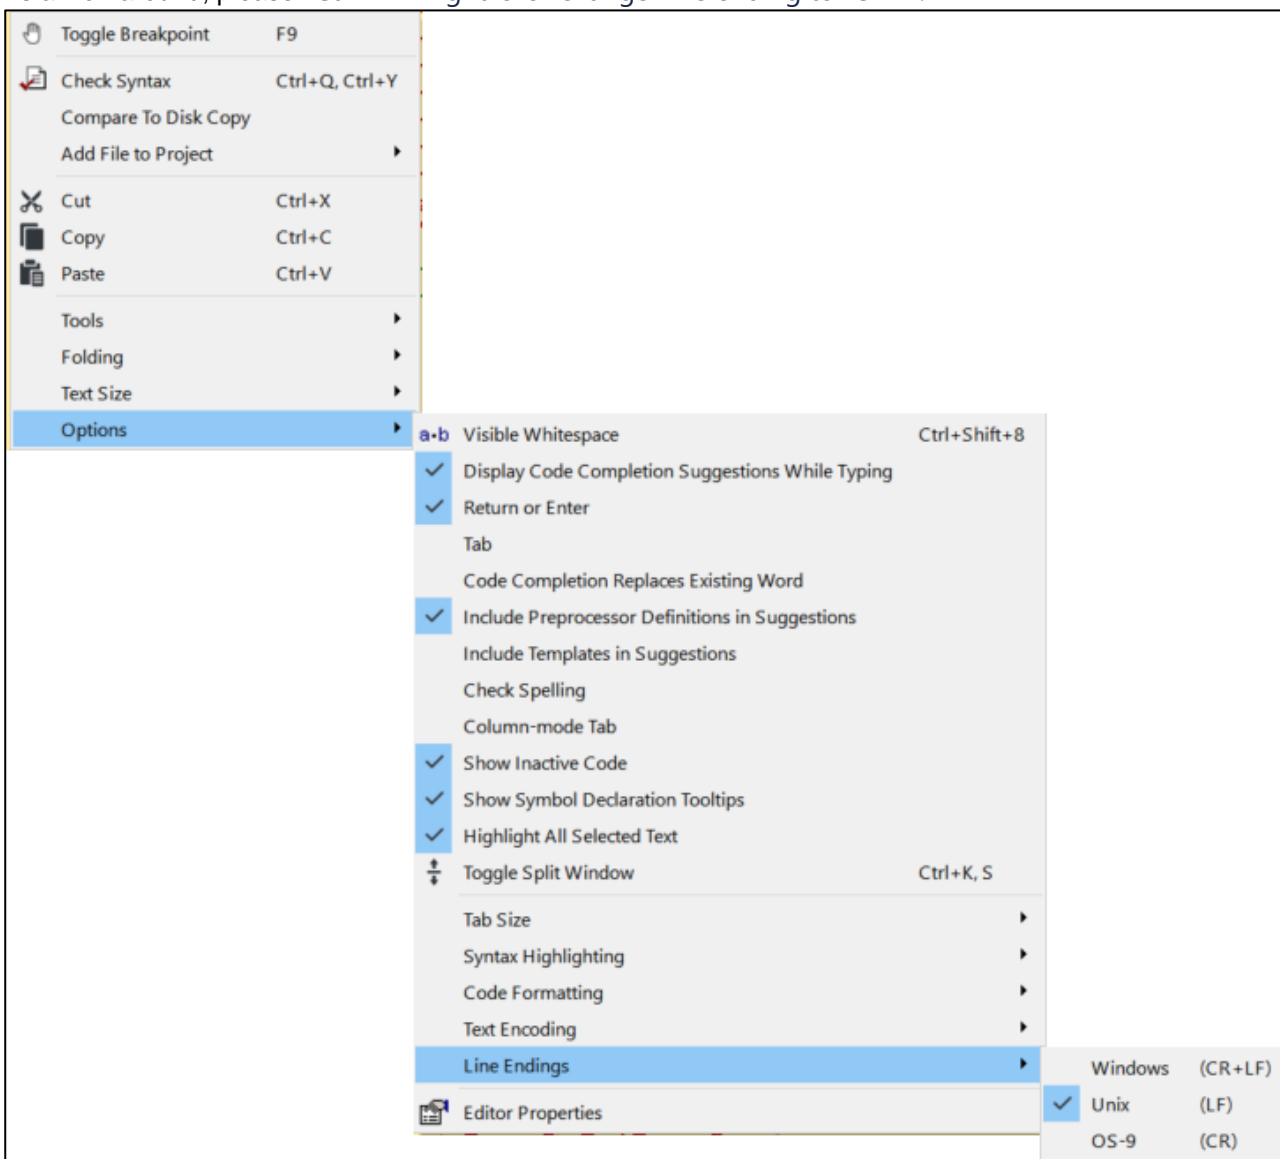 Toggle Breakpoint F9
Check Syntax Ctrl+Q, Ctrl+Y
Compare To Disk Copy
Add File to Project
Cut Ctrl+X
Copy Ctrl+C
Paste Ctrl+V
Tools
Folding
Text Size
Options
a•b Visible Whitespace Ctrl+Shift+8
Display Code Completion Suggestions While Typing
Return or Enter
Tab
Code Completion Replaces Existing Word
Include Preprocessor Definitions in Suggestions
Include Templates in Suggestions
Check Spelling
Column-mode Tab
Show Inactive Code
Show Symbol Declaration Tooltips
Highlight All Selected Text
Toggle Split Window Ctrl+K, S
Tab Size
Syntax Highlighting
Code Formatting
Text Encoding
Line Endings
Editor Properties
Windows (CR+LF)
Unix (LF)
OS-9 (CR)